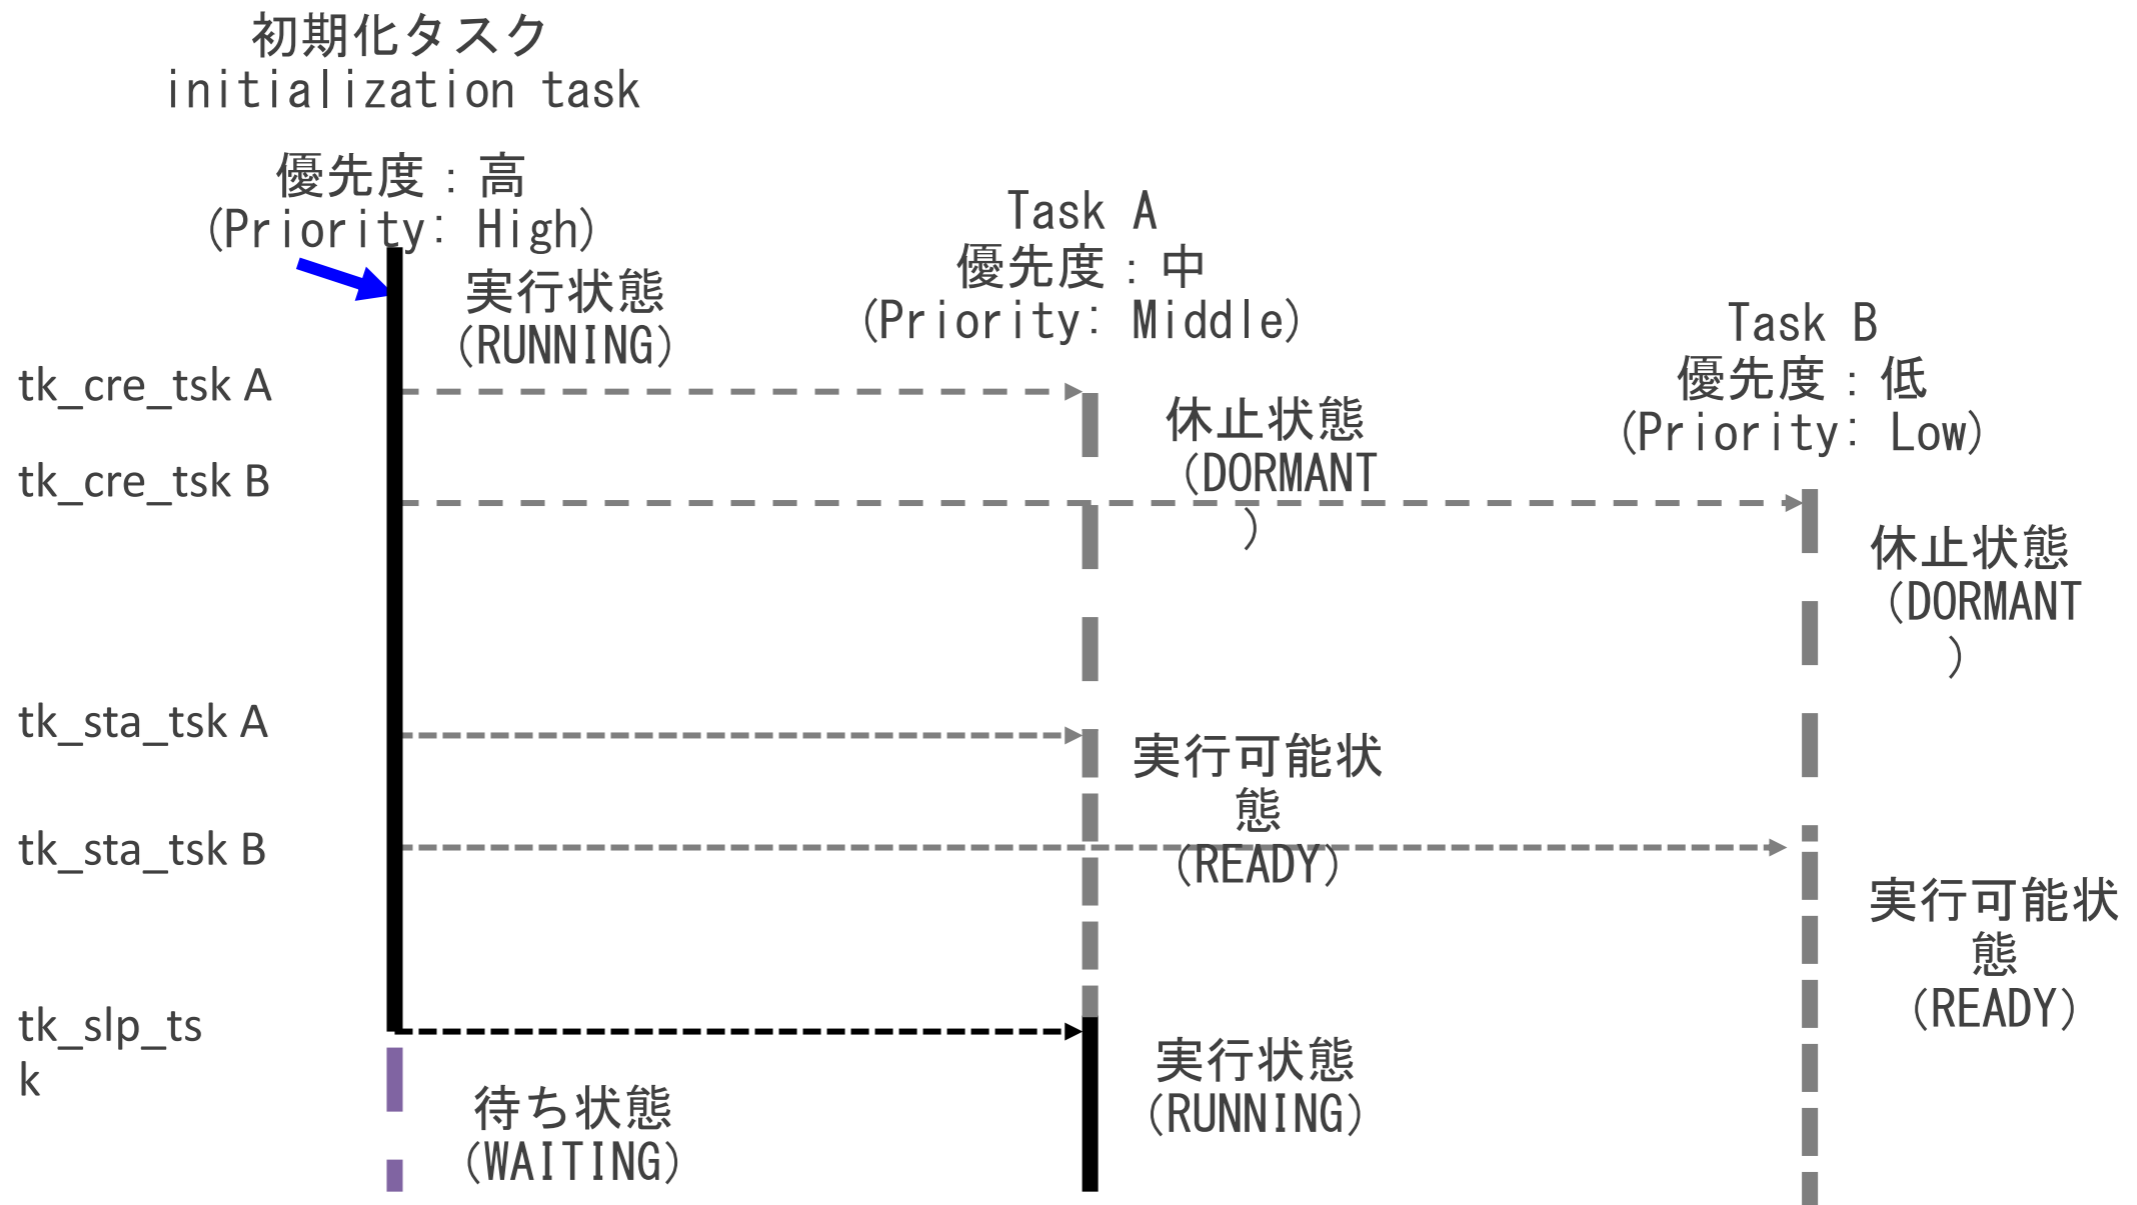 初期化タスク
initialization task
優先度：高
(Priority: High)
実行状態
(RUNNING)
Task A
優先度：中
(Priority: Middle)
Task B
優先度：低
(Priority: Low)
tk_cre_tsk A
休止状態
(DORMANT
)
tk_cre_tsk B
休止状態
(DORMANT
)
tk_sta_tsk A
実行可能状
態
(READY)
tk_sta_tsk B
実行可能状
態
(READY)
tk_slp_ts
k
待ち状態
(WAITING)
実行状態
(RUNNING)